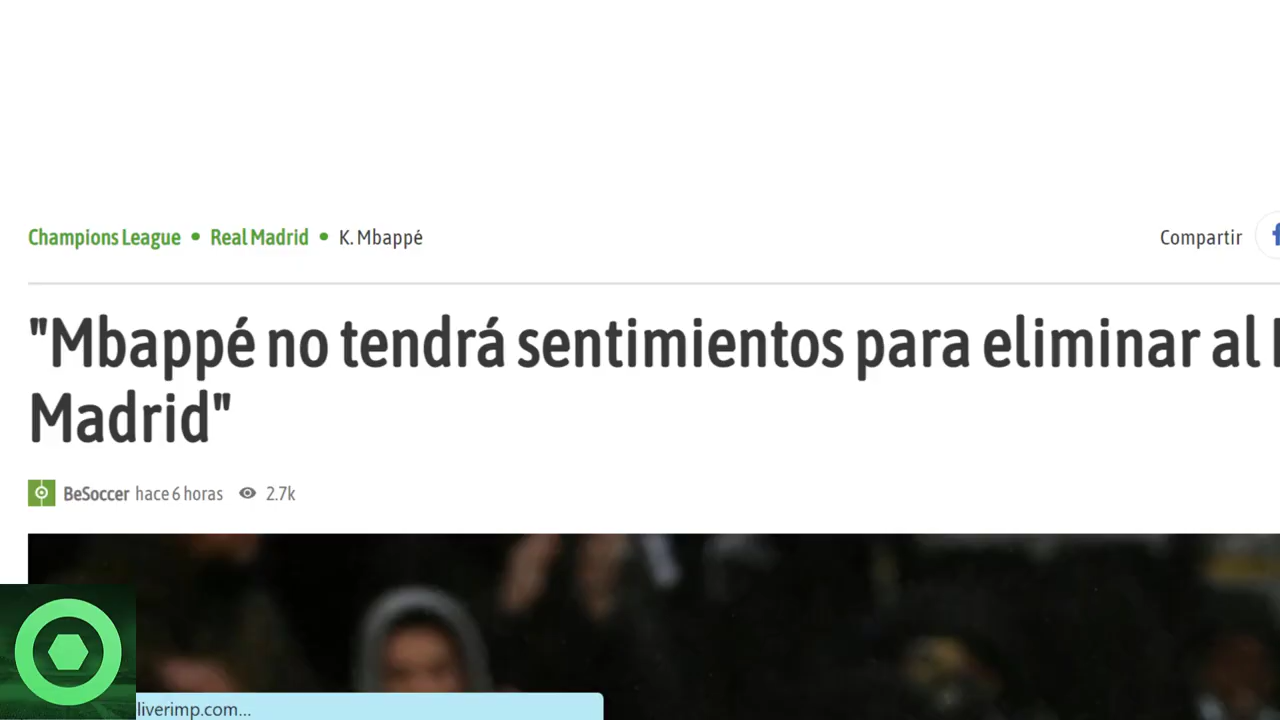 Champions League • Real Madrid • K. Mbappé
Compartir
"Mbappé no tendrá sentimientos para eliminar al
Madrid"
BeSoccer hace 6 horas 2.7k
liverimp.com...